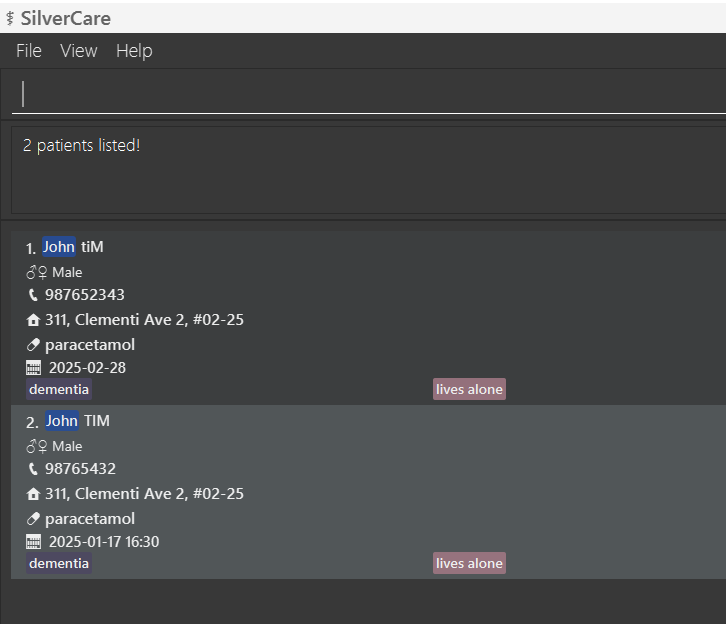 SilverCare
File View Help
2 patients listed!
1. John tiM
Male
987652343
311, Clementi Ave 2, #02-25
paracetamol
2025-02-28
dementia lives alone
2. John TIM
Male
98765432
311, Clementi Ave 2, #02-25
paracetamol
2025-01-17 16:30
dementia lives alone